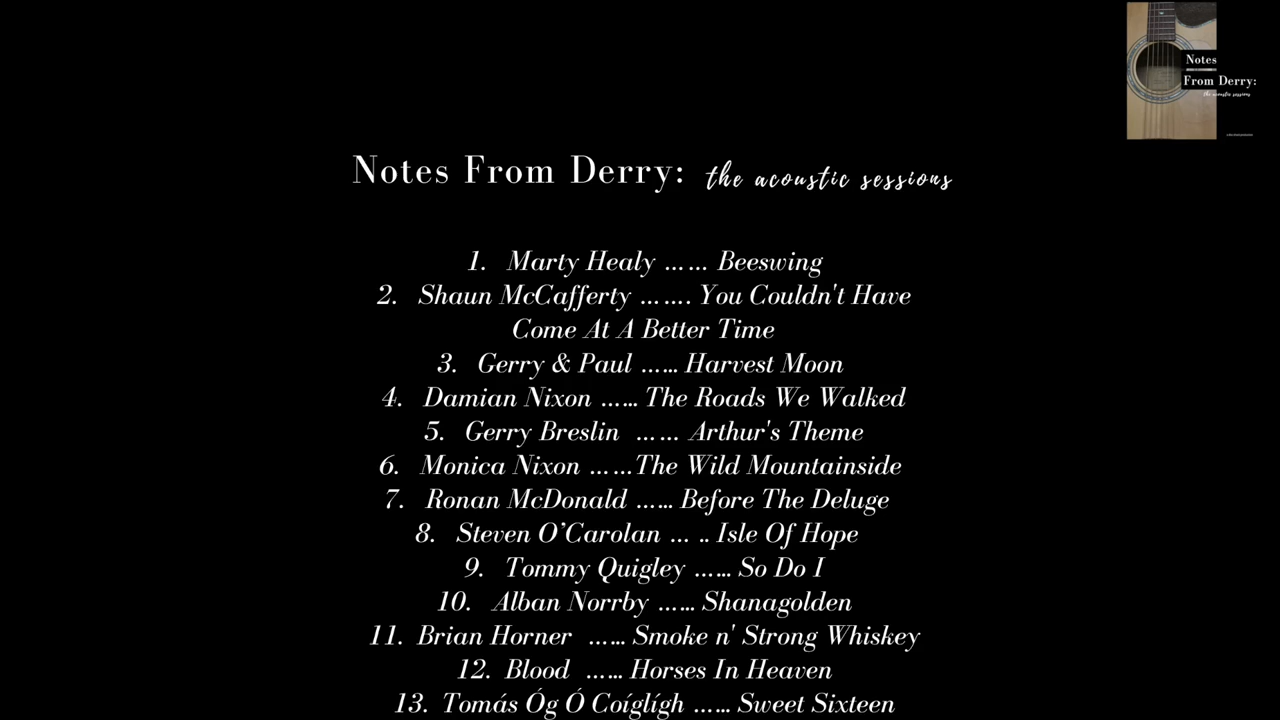 Notes
From Derry:
the acoustic sessions
Notes From Derry: the acoustic sessions
1. Marty Healy …… Beeswing
2. Shaun McCafferty ……. You Couldn't Have
Come At A Better Time
3. Gerry & Paul …... Harvest Moon
4. Damian Nixon …... The Roads We Walked
5. Gerry Breslin …… Arthur's Theme
6. Monica Nixon ……The Wild Mountainside
7. Ronan McDonald …... Before The Deluge
8. Steven O’Carolan … .. Isle Of Hope
9. Tommy Quigley …... So Do I
10. Alban Norrby …... Shanagolden
11. Brian Horner …... Smoke n' Strong Whiskey
12. Blood …... Horses In Heaven
13. Tomás Óg Ó Coíglígh …... Sweet Sixteen